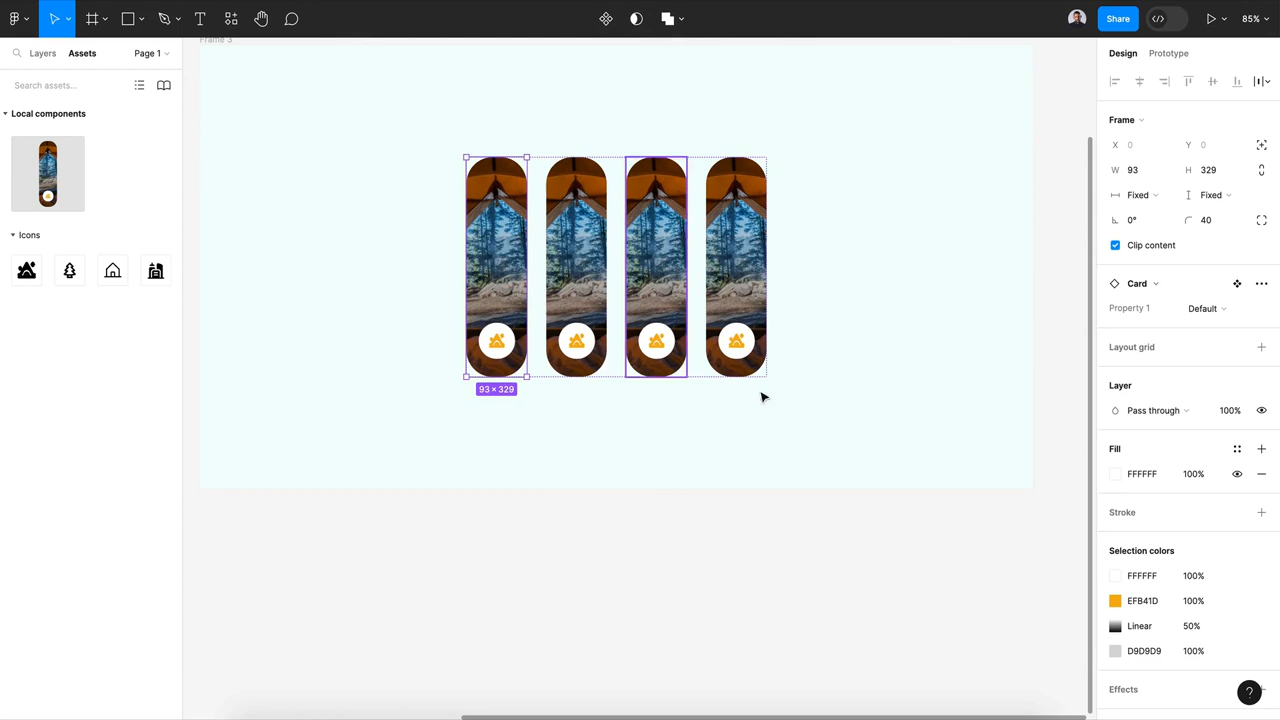 Share
85%
Frame 3
Layers
Assets
Page 1
Search assets...
Local components
Icons
93 × 329
Design
Prototype
Frame
X 0 Y 0
W 93 H 329
Fixed Fixed
0° 40
Clip content
Card
Property 1 Default
Layout grid
Layer
Pass through 100%
Fill
FFFFFF 100%
Stroke
Selection colors
FFFFFF 100%
EFB41D 100%
Linear 50%
D9D9D9 100%
Effects
?